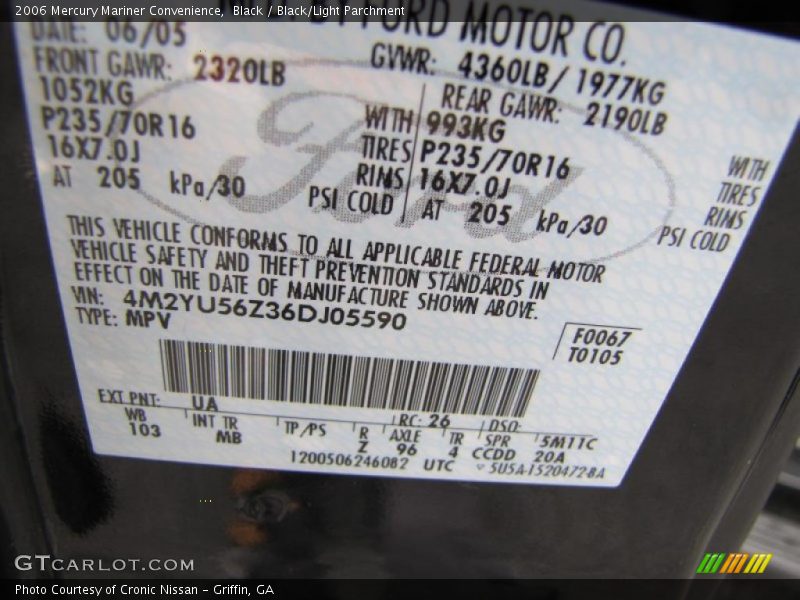 2006 Mercury Mariner Convenience, Black / Black/Light Parchment
FORD MOTOR CO.
DATE: 06/05
GVWR: 4360LB/ 1977KG
FRONT GAWR: 2320LB
REAR GAWR: 2190LB
1052KG
WITH 993KG
WITH
P235/70R16
TIRES P235/70R16
TIRES
16X7.0J
RIMS 16X7.0J
RIMS
AT 205 kPa/30
PSI COLD AT 205 kPa/30
PSI COLD
THIS VEHICLE CONFORMS TO ALL APPLICABLE FEDERAL MOTOR
VEHICLE SAFETY AND THEFT PREVENTION STANDARDS IN
EFFECT ON THE DATE OF MANUFACTURE SHOWN ABOVE.
VIN: 4M2YU56Z36DJ05590
TYPE: MPV
F0067
T0105
EXT PNT: UA
RC: 26 DSO:
WB INT TR TP/PS R AXLE TR SPR 5M11C
103 MB Z 96 4 CCDD 20A
1200506246082 UTC 5U5A-1520472-BA
Ford
GTCARLOT.COM
Photo Courtesy of Cronic Nissan - Griffin, GA